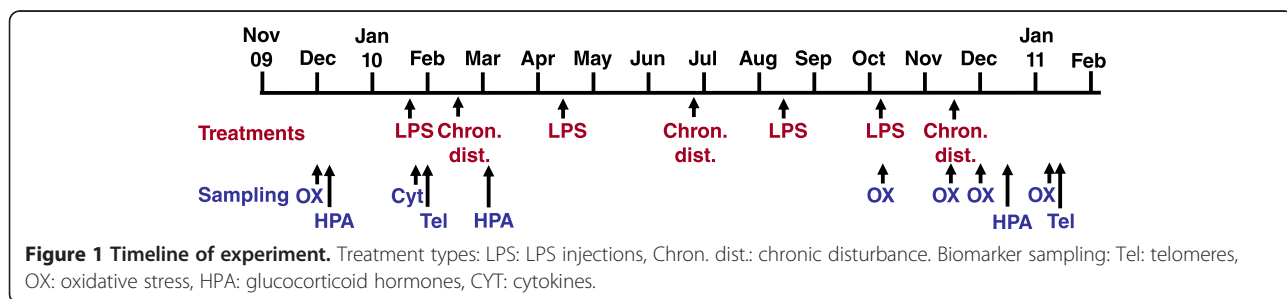 Nov Jan Jan
09 Dec 10 Feb Mar Apr May Jun Jul Aug Sep Oct Nov Dec 11 Feb
Treatments LPS Chron. LPS Chron. LPS LPS Chron.
dist. dist. dist.
Sampling OX Cyt OX OX OX OX
HPA Tel HPA HPA Tel
Figure 1 Timeline of experiment. Treatment types: LPS: LPS injections, Chron. dist.: chronic disturbance. Biomarker sampling: Tel: telomeres,
OX: oxidative stress, HPA: glucocorticoid hormones, CYT: cytokines.